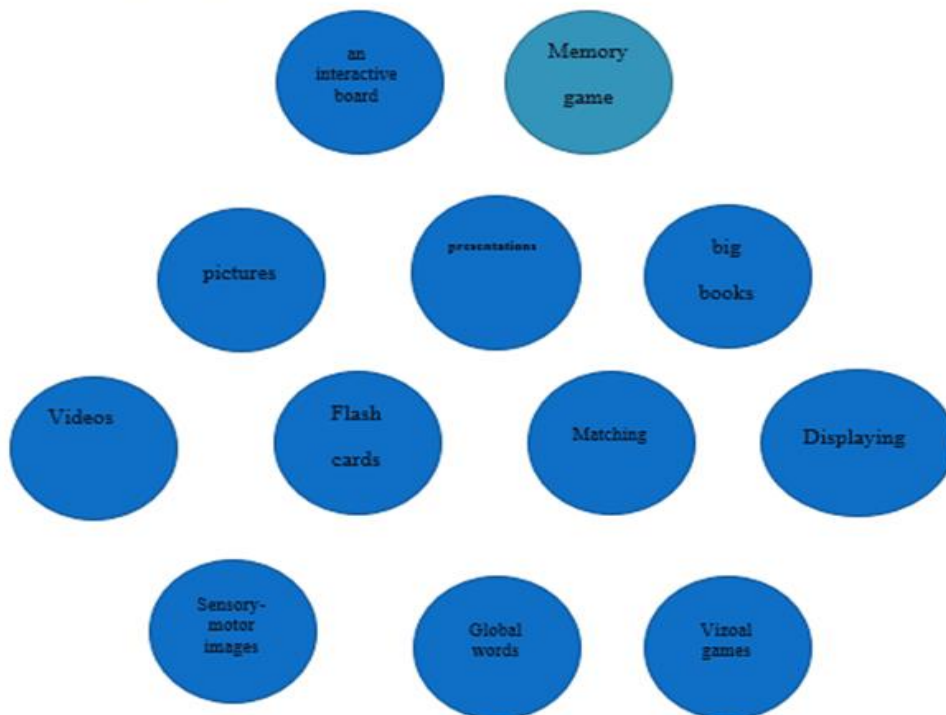 an
interactive
board
Memory
game
pictures
presentations
big
books
Videos
Flash
cards
Matching
Displaying
Sensory-
motor
images
Global
words
Vizoal
games